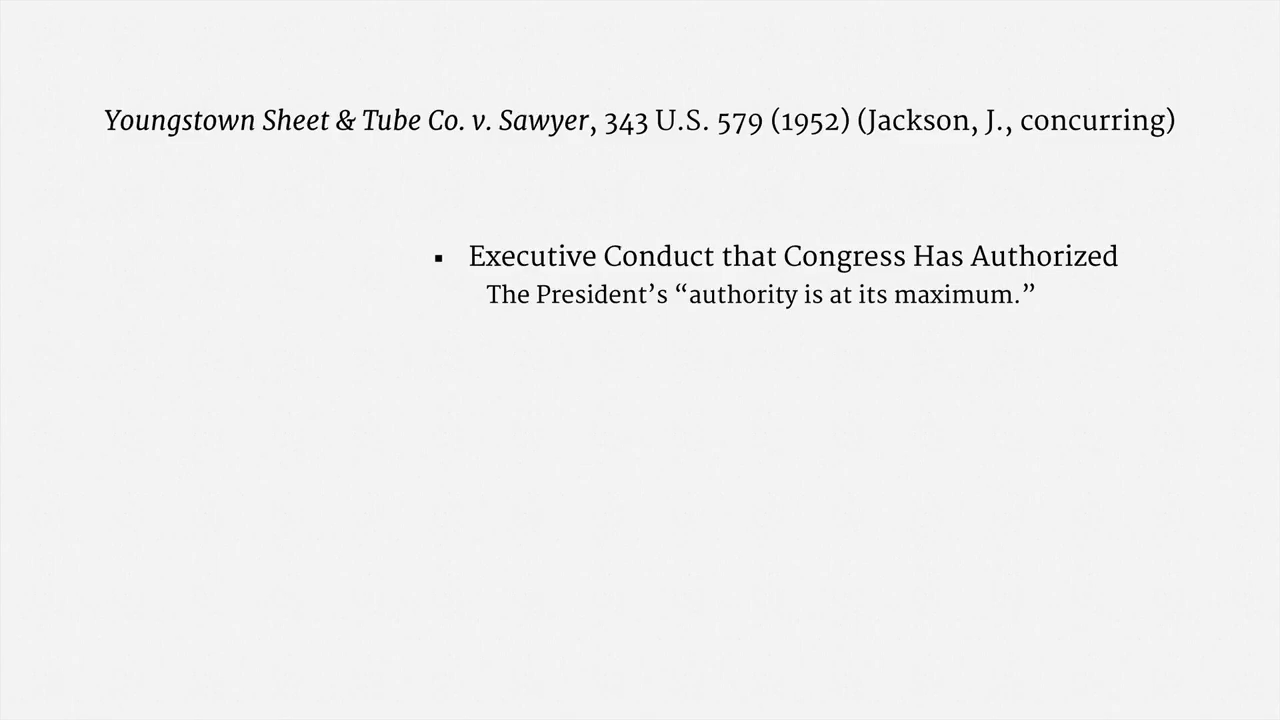 Youngstown Sheet & Tube Co. v. Sawyer, 343 U.S. 579 (1952) (Jackson, J., concurring)
▪ Executive Conduct that Congress Has Authorized
The President’s “authority is at its maximum.”